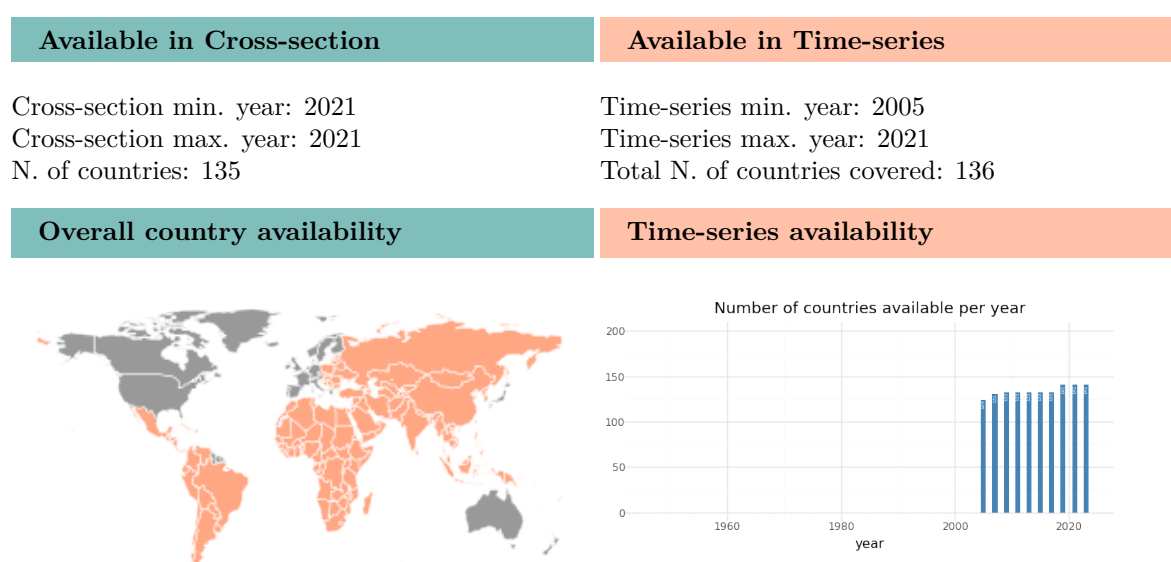 Available in Cross-section
Available in Time-series
Cross-section min. year: 2021
Cross-section max. year: 2021
N. of countries: 135
Time-series min. year: 2005
Time-series max. year: 2021
Total N. of countries covered: 136
Overall country availability
Time-series availability
Number of countries available per year
200
150
100
50
0
1960
1980
2000
2020
year